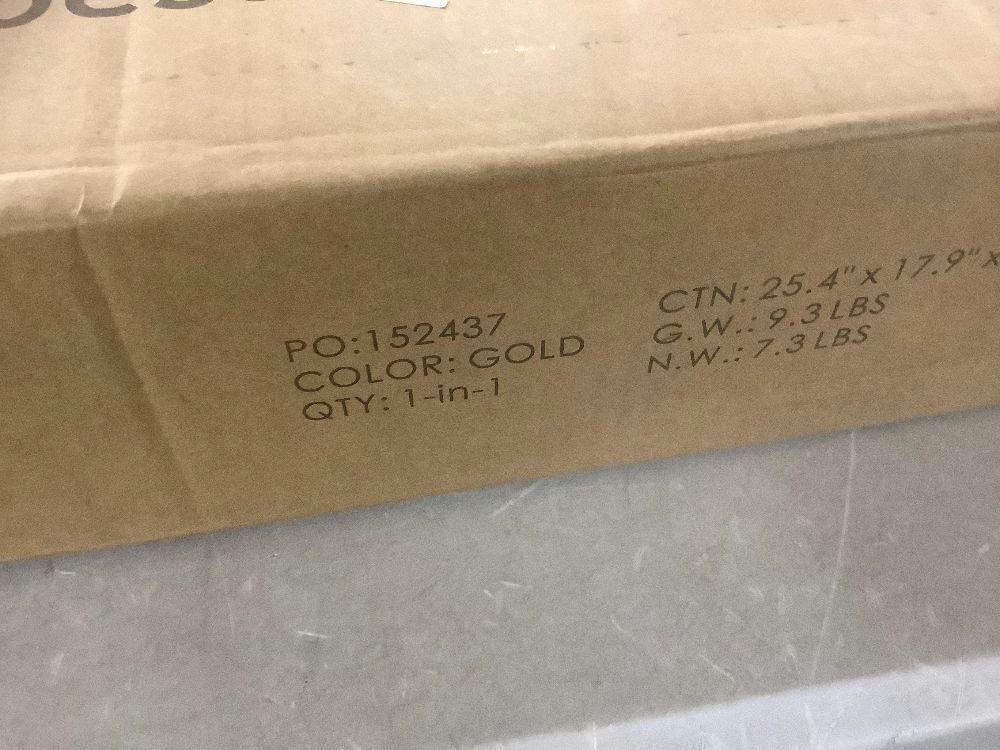 PO:152437
COLOR: GOLD
QTY: 1-in-1
CTN: 25.4" x 17.9" x
G.W.: 9.3 LBS
N.W.: 7.3 LBS